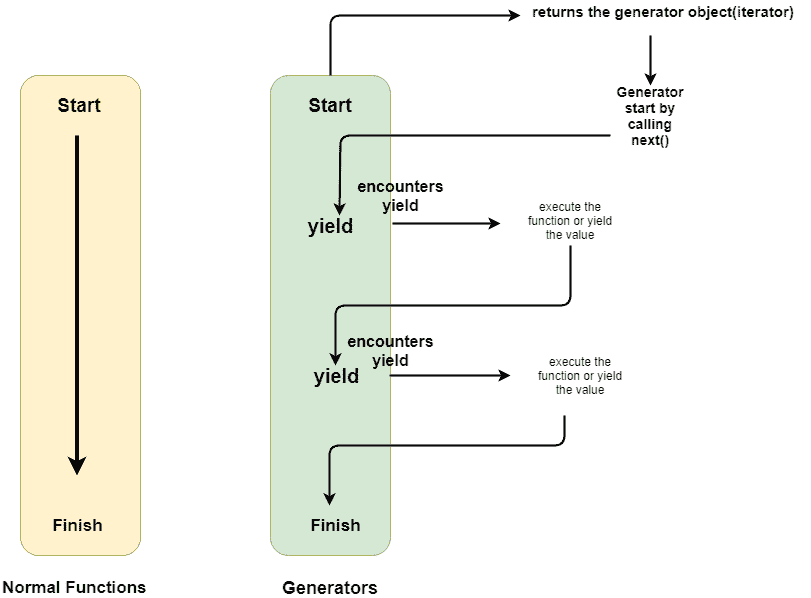 returns the generator object(iterator)
Start
Start
Generator
start by
calling
next()
encounters
yield
yield
execute the
function or yield
the value
encounters
yield
yield
execute the
function or yield
the value
Finish
Finish
Normal Functions
Generators